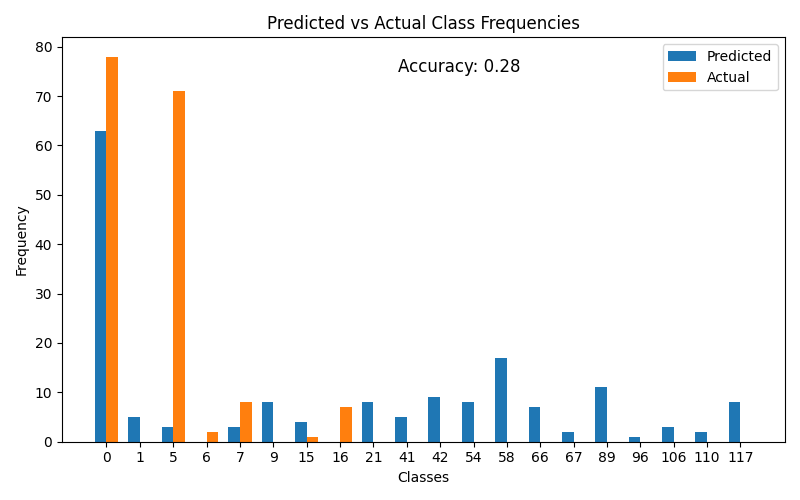 Predicted vs Actual Class Frequencies
Accuracy: 0.28
Predicted
Actual
Frequency
80
70
60
50
40
30
20
10
0
0 1 5 6 7 9 15 16 21 41 42 54 58 66 67 89 96 106 110 117
Classes